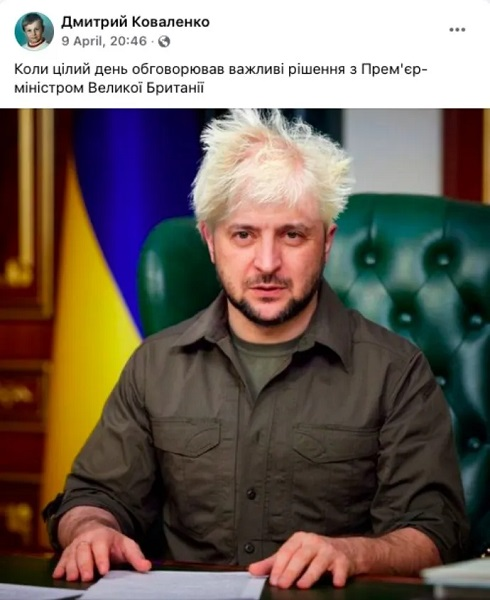 Дмитрий Коваленко
9 April, 20:46 ·
Коли цілий день обговорював важливі рішення з Прем'єр-
міністром Великої Британії